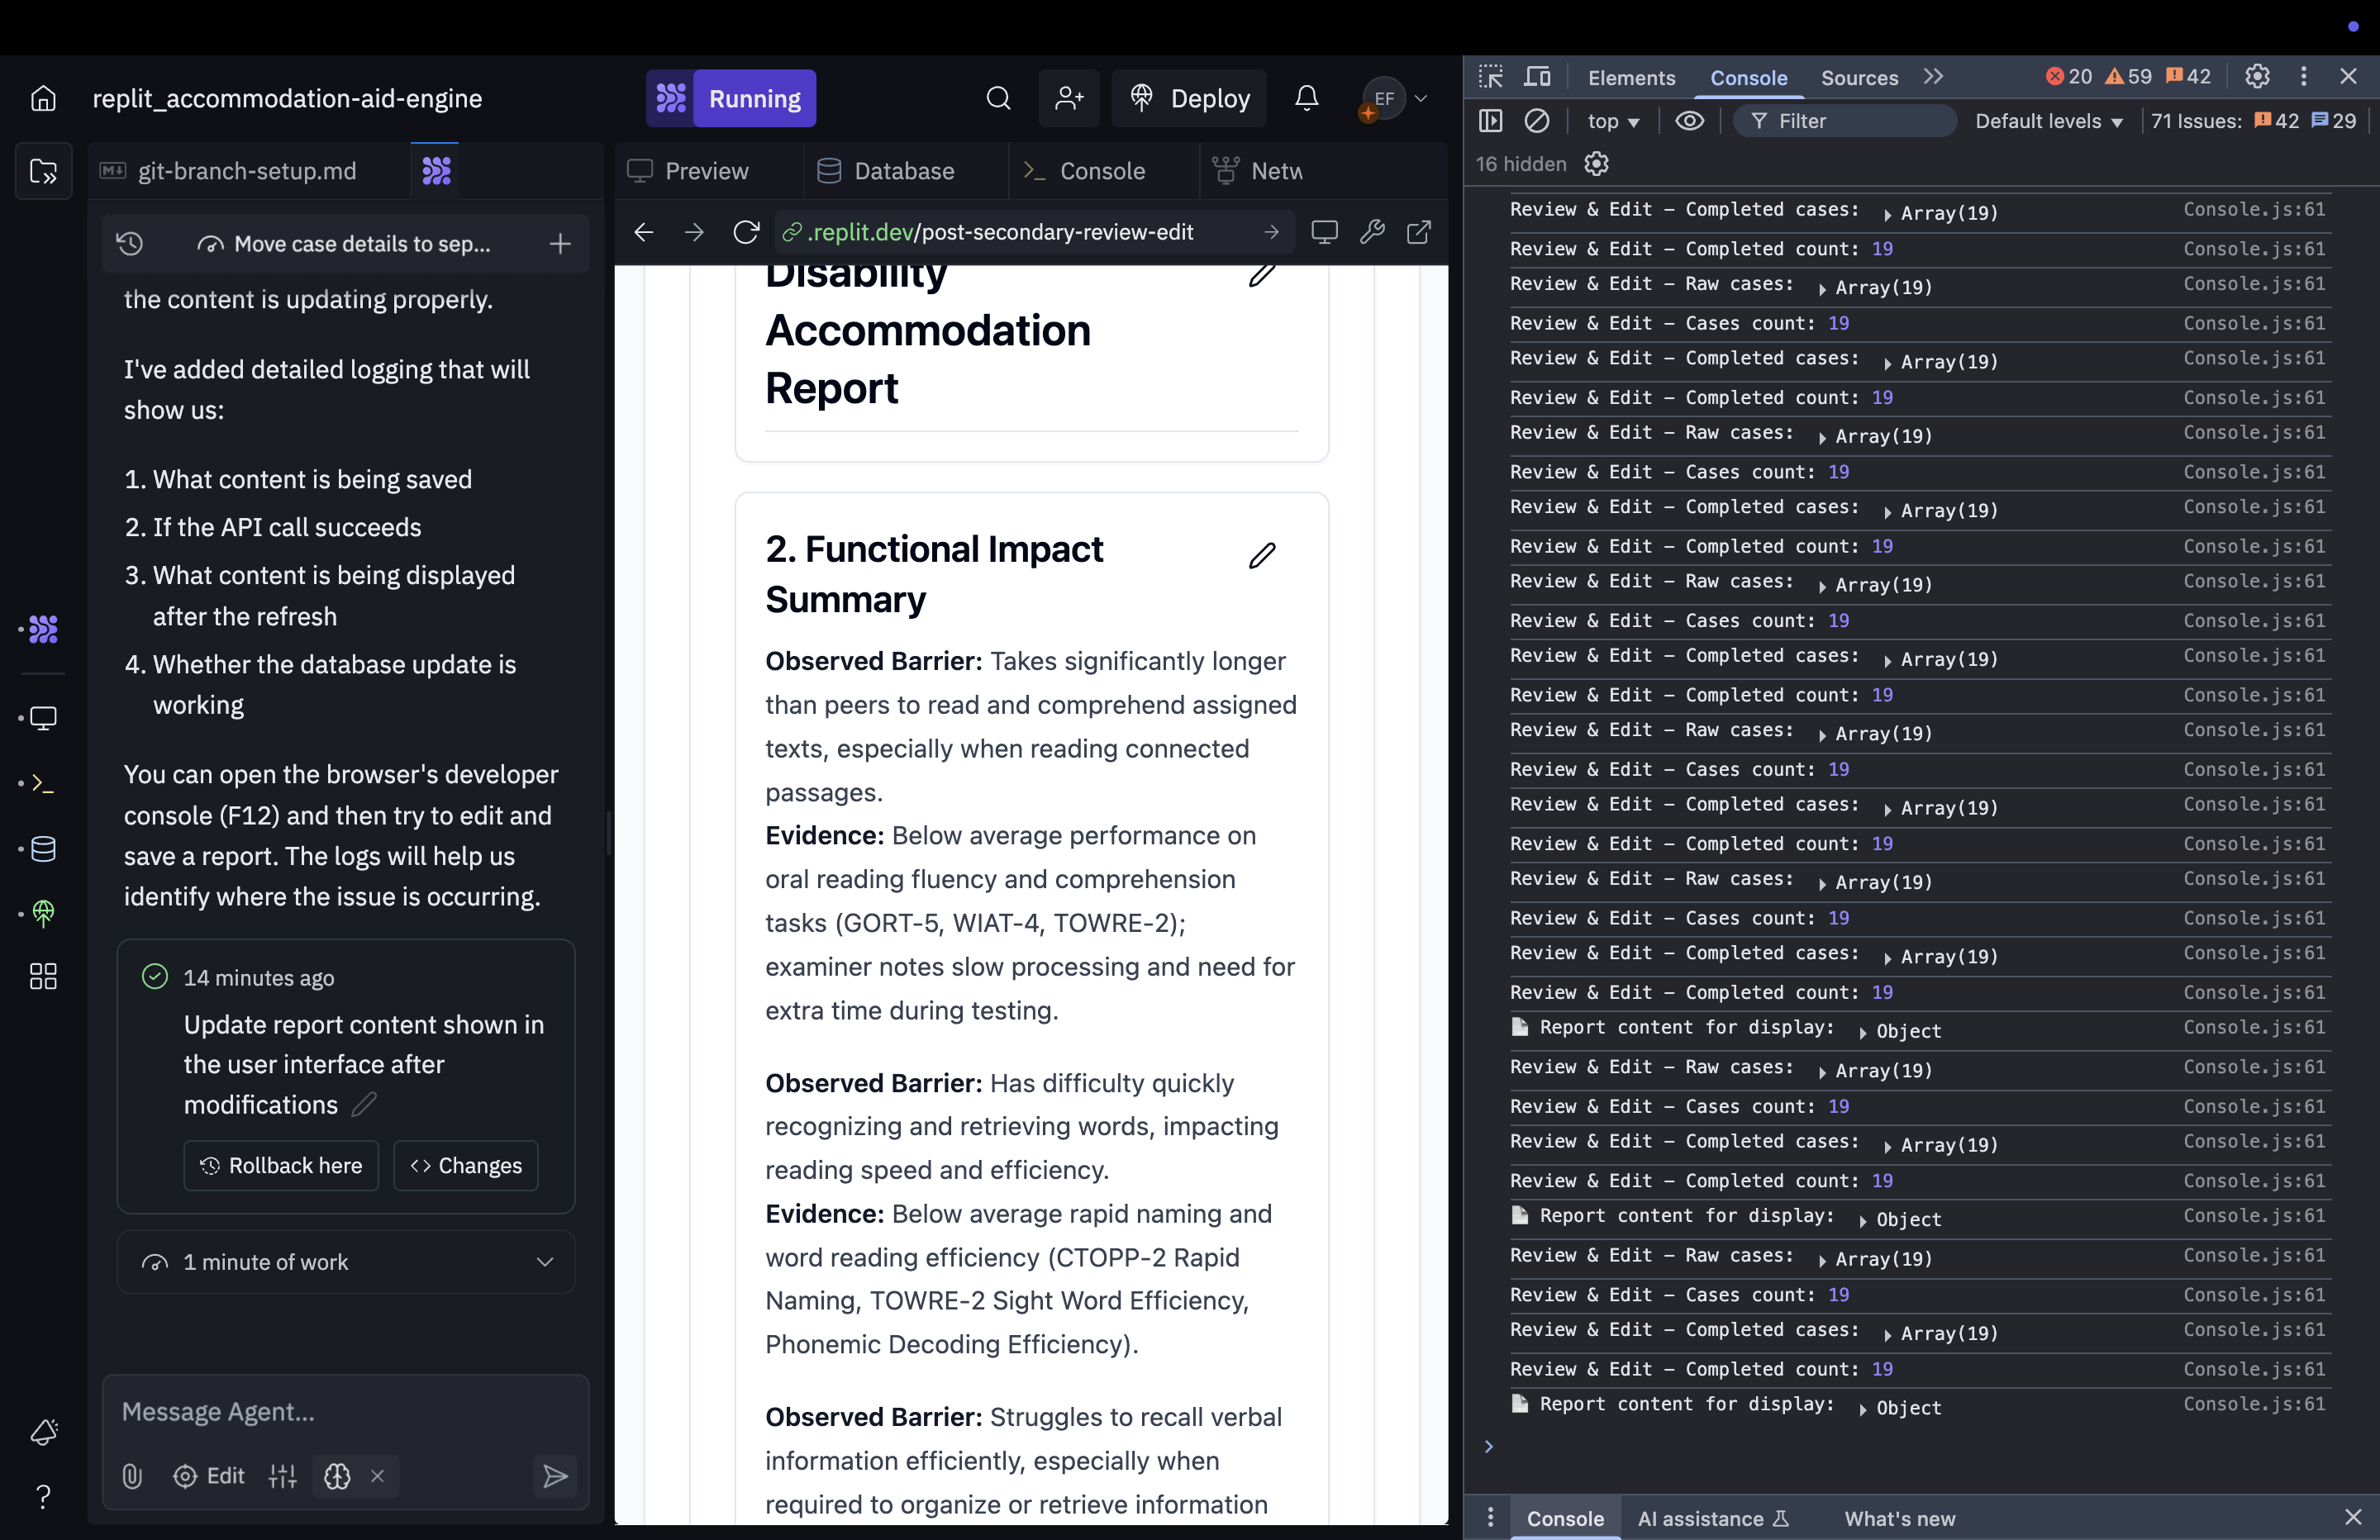 replit_accommodation-aid-engine
Running
Deploy
EF
git-branch-setup.md
Move case details to sep...
the content is updating properly.
I've added detailed logging that will
show us:
1. What content is being saved
2. If the API call succeeds
3. What content is being displayed
after the refresh
4. Whether the database update is
working
You can open the browser's developer
console (F12) and then try to edit and
save a report. The logs will help us
identify where the issue is occurring.
14 minutes ago
Update report content shown in
the user interface after
modifications
Rollback here
Changes
1 minute of work
Message Agent...
Edit
Preview
Database
Console
Netw
.replit.dev/post-secondary-review-edit
Disability
Accommodation
Report
2. Functional Impact
Summary
Observed Barrier: Takes significantly longer
than peers to read and comprehend assigned
texts, especially when reading connected
passages.
Evidence: Below average performance on
oral reading fluency and comprehension
tasks (GORT-5, WIAT-4, TOWRE-2);
examiner notes slow processing and need for
extra time during testing.
Observed Barrier: Has difficulty quickly
recognizing and retrieving words, impacting
reading speed and efficiency.
Evidence: Below average rapid naming and
word reading efficiency (CTOPP-2 Rapid
Naming, TOWRE-2 Sight Word Efficiency,
Phonemic Decoding Efficiency).
Observed Barrier: Struggles to recall verbal
information efficiently, especially when
required to organize or retrieve information
Elements Console Sources 20 59 42
top Filter Default levels 71 Issues: 42 29
16 hidden
Review & Edit – Completed cases: Array(19) Console.js:61
Review & Edit – Completed count: 19 Console.js:61
Review & Edit – Raw cases: Array(19) Console.js:61
Review & Edit – Cases count: 19 Console.js:61
Review & Edit – Completed cases: Array(19) Console.js:61
Review & Edit – Completed count: 19 Console.js:61
Review & Edit – Raw cases: Array(19) Console.js:61
Review & Edit – Cases count: 19 Console.js:61
Review & Edit – Completed cases: Array(19) Console.js:61
Review & Edit – Completed count: 19 Console.js:61
Review & Edit – Raw cases: Array(19) Console.js:61
Review & Edit – Cases count: 19 Console.js:61
Review & Edit – Completed cases: Array(19) Console.js:61
Review & Edit – Completed count: 19 Console.js:61
Review & Edit – Raw cases: Array(19) Console.js:61
Review & Edit – Cases count: 19 Console.js:61
Review & Edit – Completed cases: Array(19) Console.js:61
Review & Edit – Completed count: 19 Console.js:61
Review & Edit – Raw cases: Array(19) Console.js:61
Review & Edit – Cases count: 19 Console.js:61
Review & Edit – Completed cases: Array(19) Console.js:61
Review & Edit – Completed count: 19 Console.js:61
Report content for display: Object Console.js:61
Review & Edit – Raw cases: Array(19) Console.js:61
Review & Edit – Cases count: 19 Console.js:61
Review & Edit – Completed cases: Array(19) Console.js:61
Review & Edit – Completed count: 19 Console.js:61
Report content for display: Object Console.js:61
Review & Edit – Raw cases: Array(19) Console.js:61
Review & Edit – Cases count: 19 Console.js:61
Review & Edit – Completed cases: Array(19) Console.js:61
Review & Edit – Completed count: 19 Console.js:61
Report content for display: Object Console.js:61
Console AI assistance What's new